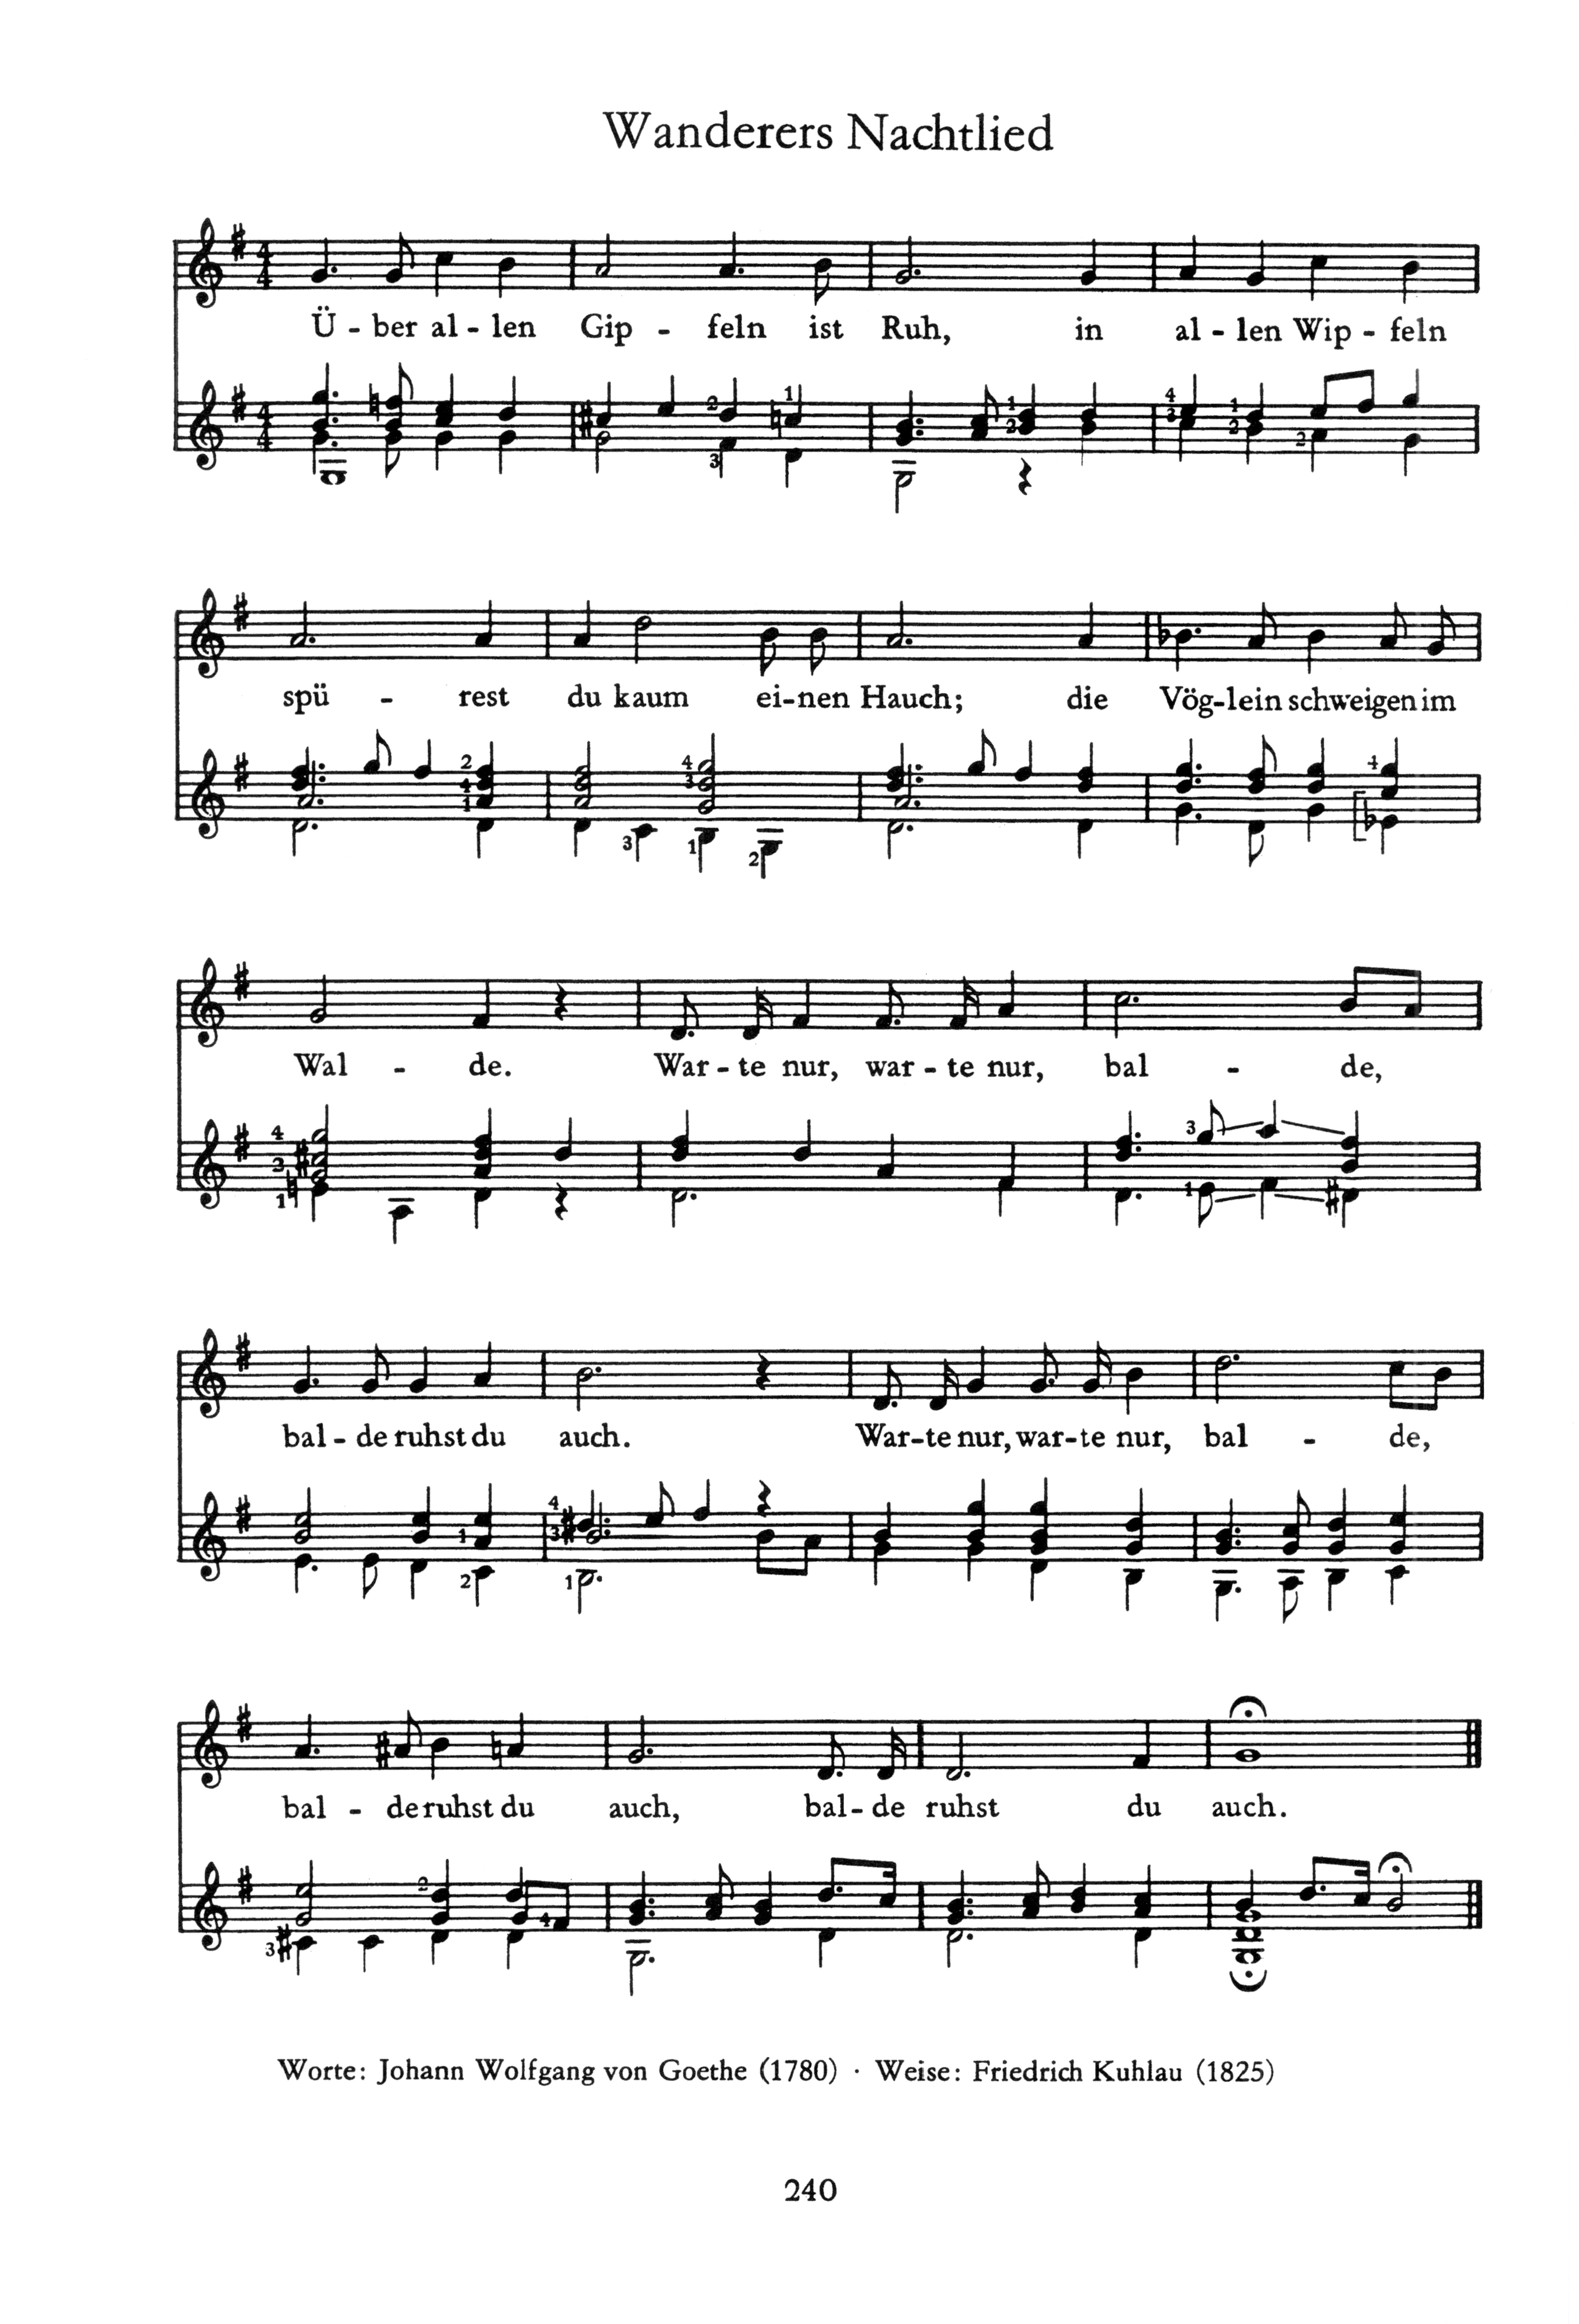 Wanderers Nachtlied
Ü - ber al - len Gip - feln ist Ruh, in al - len Wip - feln
spü - rest du kaum ei-nen Hauch; die Vög-lein schweigen im
Wal - de. War - te nur, war - te nur, bal - de,
bal - de ruhst du auch. War-te nur, war-te nur, bal - de,
bal - de ruhst du auch, bal - de ruhst du auch.
Worte: Johann Wolfgang von Goethe (1780) · Weise: Friedrich Kuhlau (1825)
240